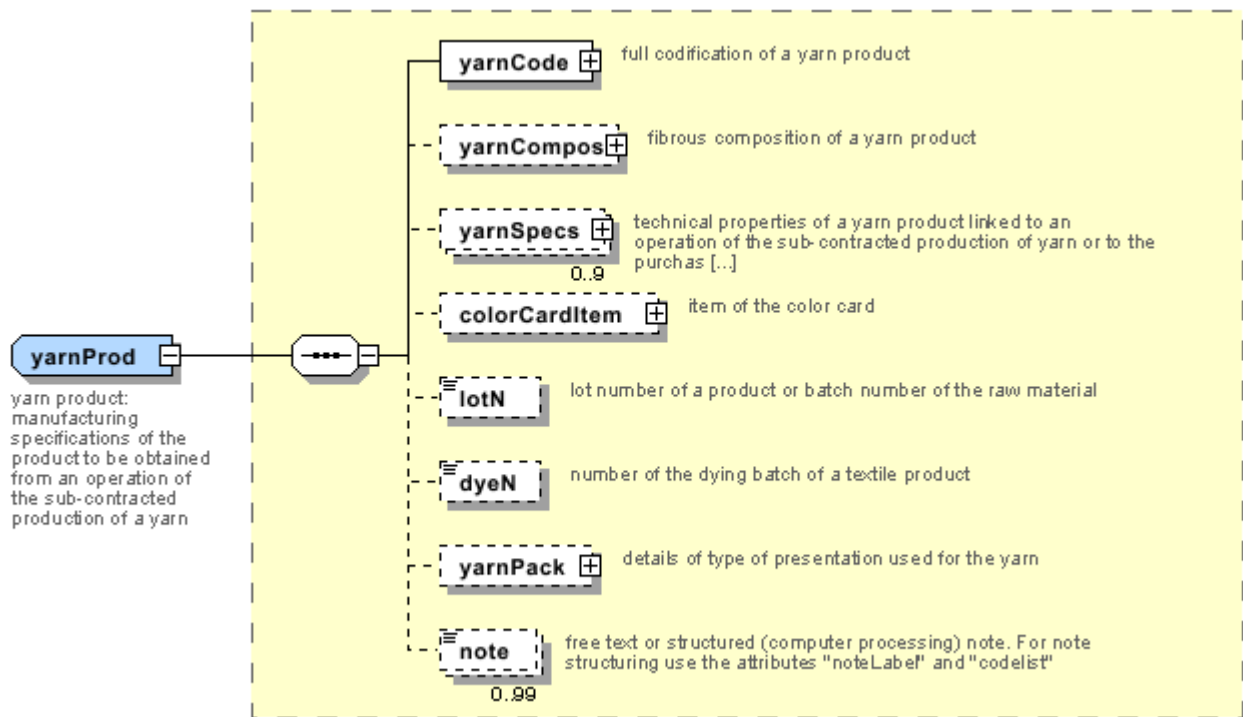 yarnCode
full codification of a yarn product
yarnCompos
fibrous composition of a yarn product
yarnSpecs
technical properties of a yarn product linked to an
operation of the sub-contracted production of yarn or to the
purchas [...]
0..9
colorCardItem
item of the color card
yarnProd
yarn product:
manufacturing
specifications of the
product to be obtained
from an operation of
the sub-contracted
production of a yarn
lotN
lot number of a product or batch number of the raw material
dyeN
number of the dying batch of a textile product
yarnPack
details of type of presentation used for the yarn
note
free text or structured (computer processing) note. For note
structuring use the attributes "noteLabel" and "codelist"
0..99